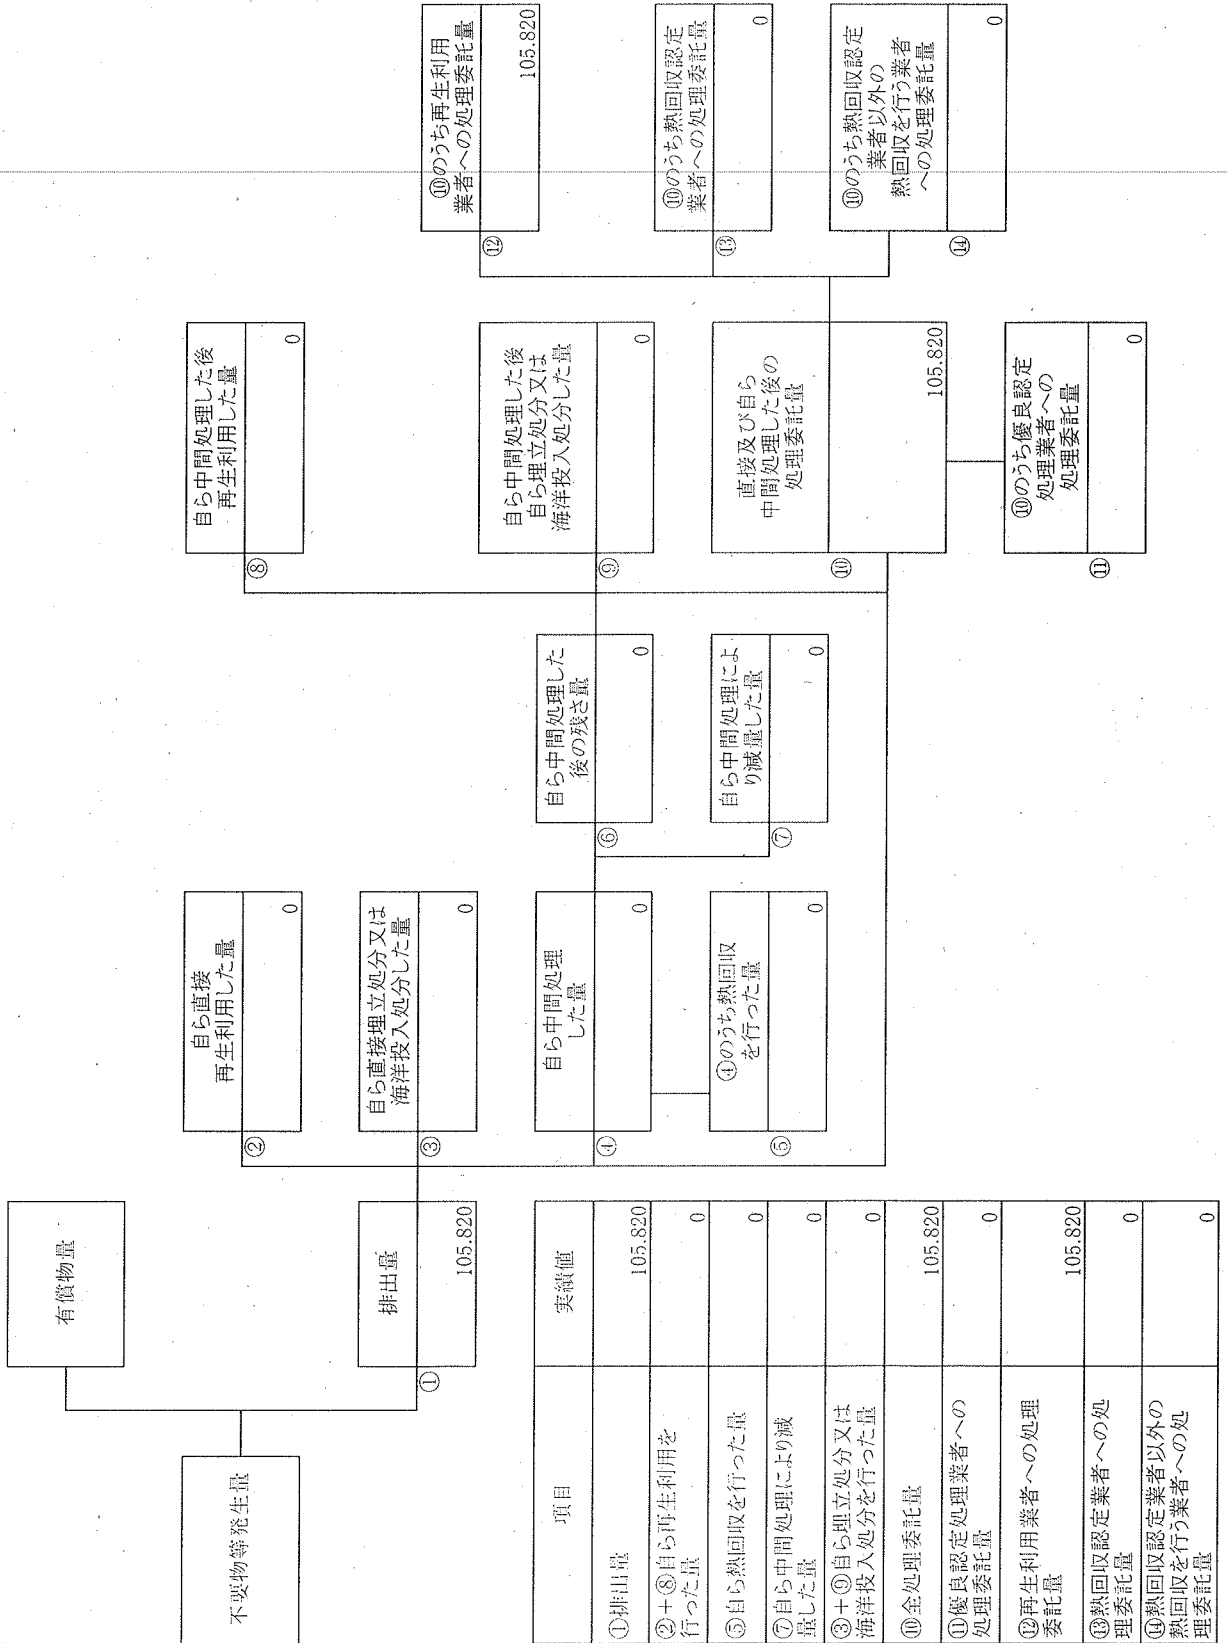 不要物等発生量
有償物量
①
排出量
105.820
②
自ら直接
再生利用した量
0
③
自ら直接埋立処分又は
海洋投入処分した量
0
④
自ら中間処理
した量
0
⑤
④のうち熱回収
を行った量
0
⑥
自ら中間処理した
後の残さ量
0
⑦
自ら中間処理によ
り減量した量
0
⑧
自ら中間処理した後
再生利用した量
0
⑨
自ら中間処理した後
自ら埋立処分又は
海洋投入処分した量
0
⑩
直接及び自ら
中間処理した後の
処理委託量
105.820
⑪
⑩のうち優良認定
処理業者への
処理委託量
0
⑫
⑩のうち再生利用
業者への処理委託量
105.820
⑬
⑩のうち熱回収認定
業者への処理委託量
0
⑭
⑩のうち熱回収認定
業者以外の
熱回収を行う業者
への処理委託量
0
項目 実績値
①排出量 105.820
②+⑧自ら再生利用を
行った量 0
⑤自ら熱回収を行った量 0
⑦自ら中間処理により減
量した量 0
③+⑨自ら埋立処分又は
海洋投入処分を行った量 0
⑩全処理委託量 105.820
⑪優良認定処理業者への
処理委託量 0
⑫再生利用業者への処理
委託量 105.820
⑬熱回収認定業者への処
理委託量 0
⑭熱回収認定業者以外の
熱回収を行う業者への処
理委託量 0